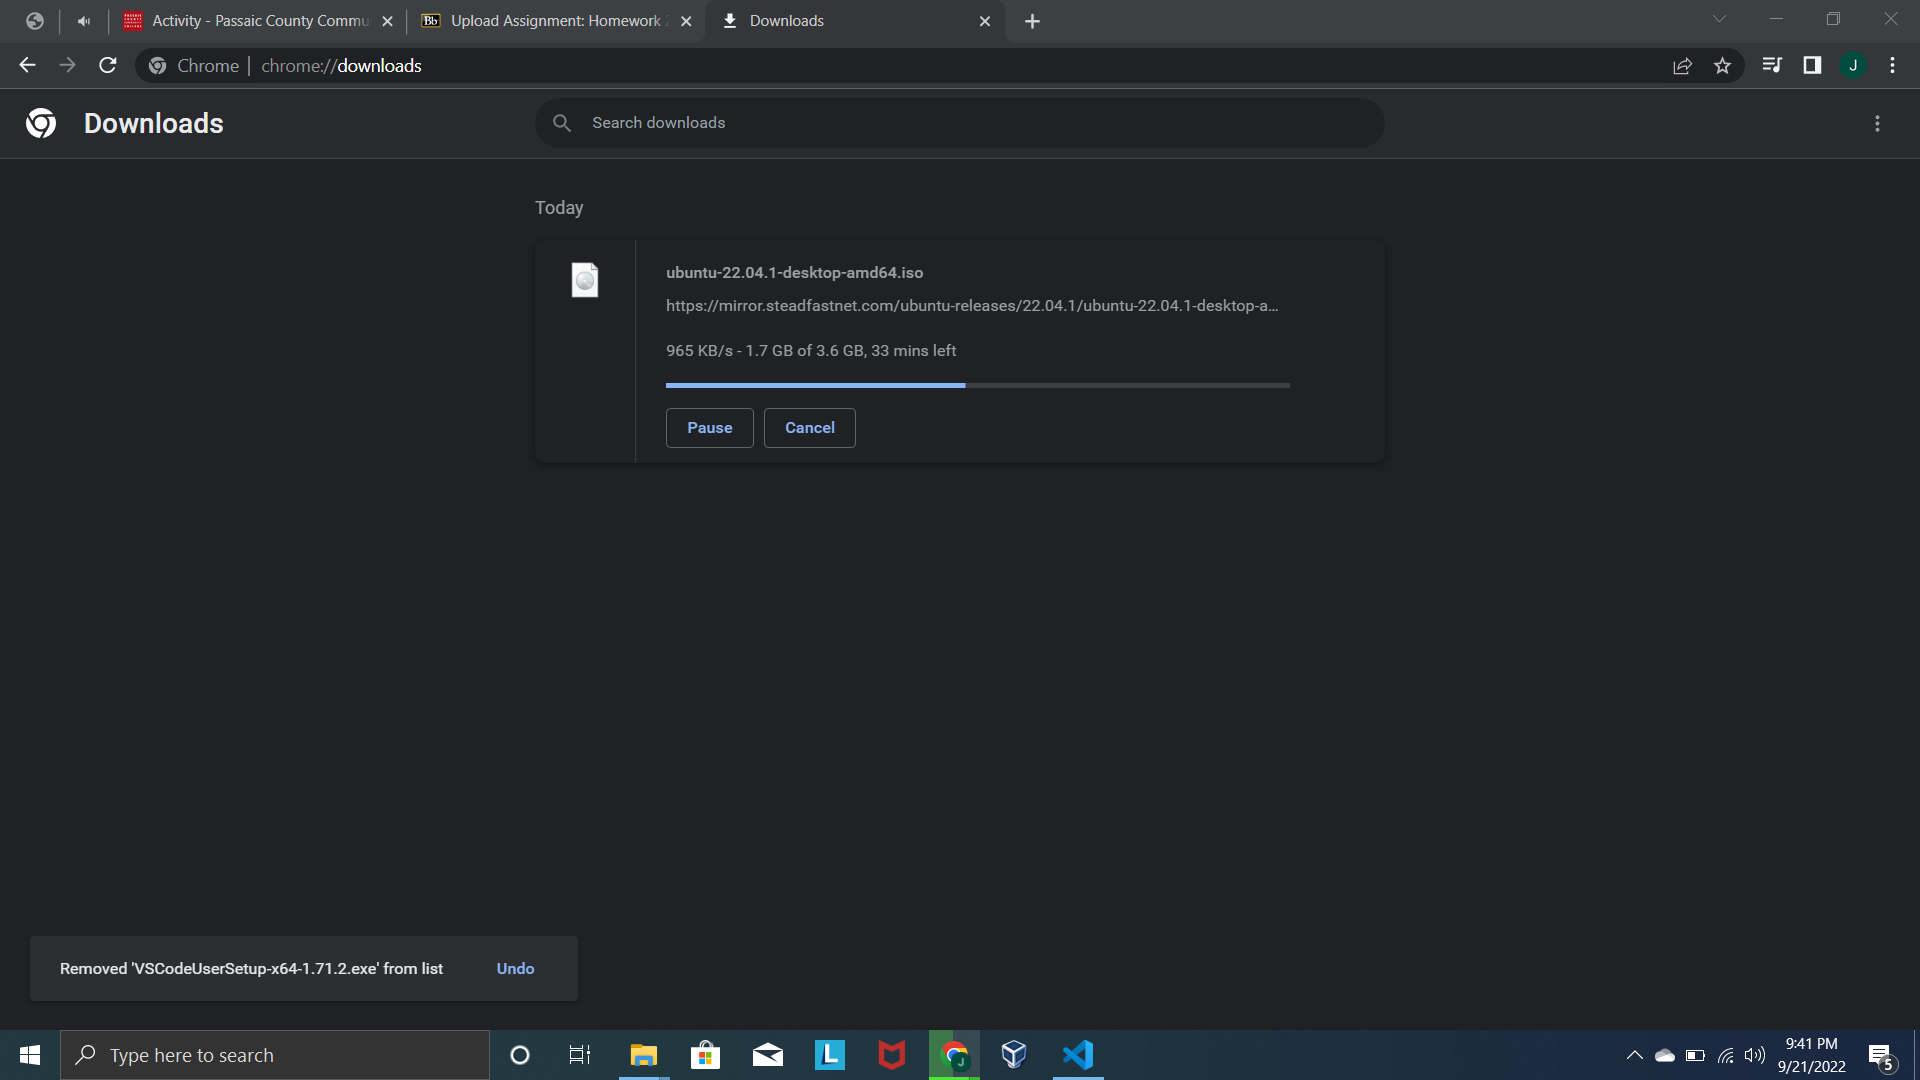 Activity - Passaic County Commu
Bb Upload Assignment: Homework 2
Downloads
Chrome | chrome://downloads
J
Downloads
Search downloads
Today
ubuntu-22.04.1-desktop-amd64.iso
https://mirror.steadfastnet.com/ubuntu-releases/22.04.1/ubuntu-22.04.1-desktop-a...
965 KB/s - 1.7 GB of 3.6 GB, 33 mins left
Pause Cancel
Removed 'VSCodeUserSetup-x64-1.71.2.exe' from list Undo
Type here to search
L
J
9:41 PM
9/21/2022
5